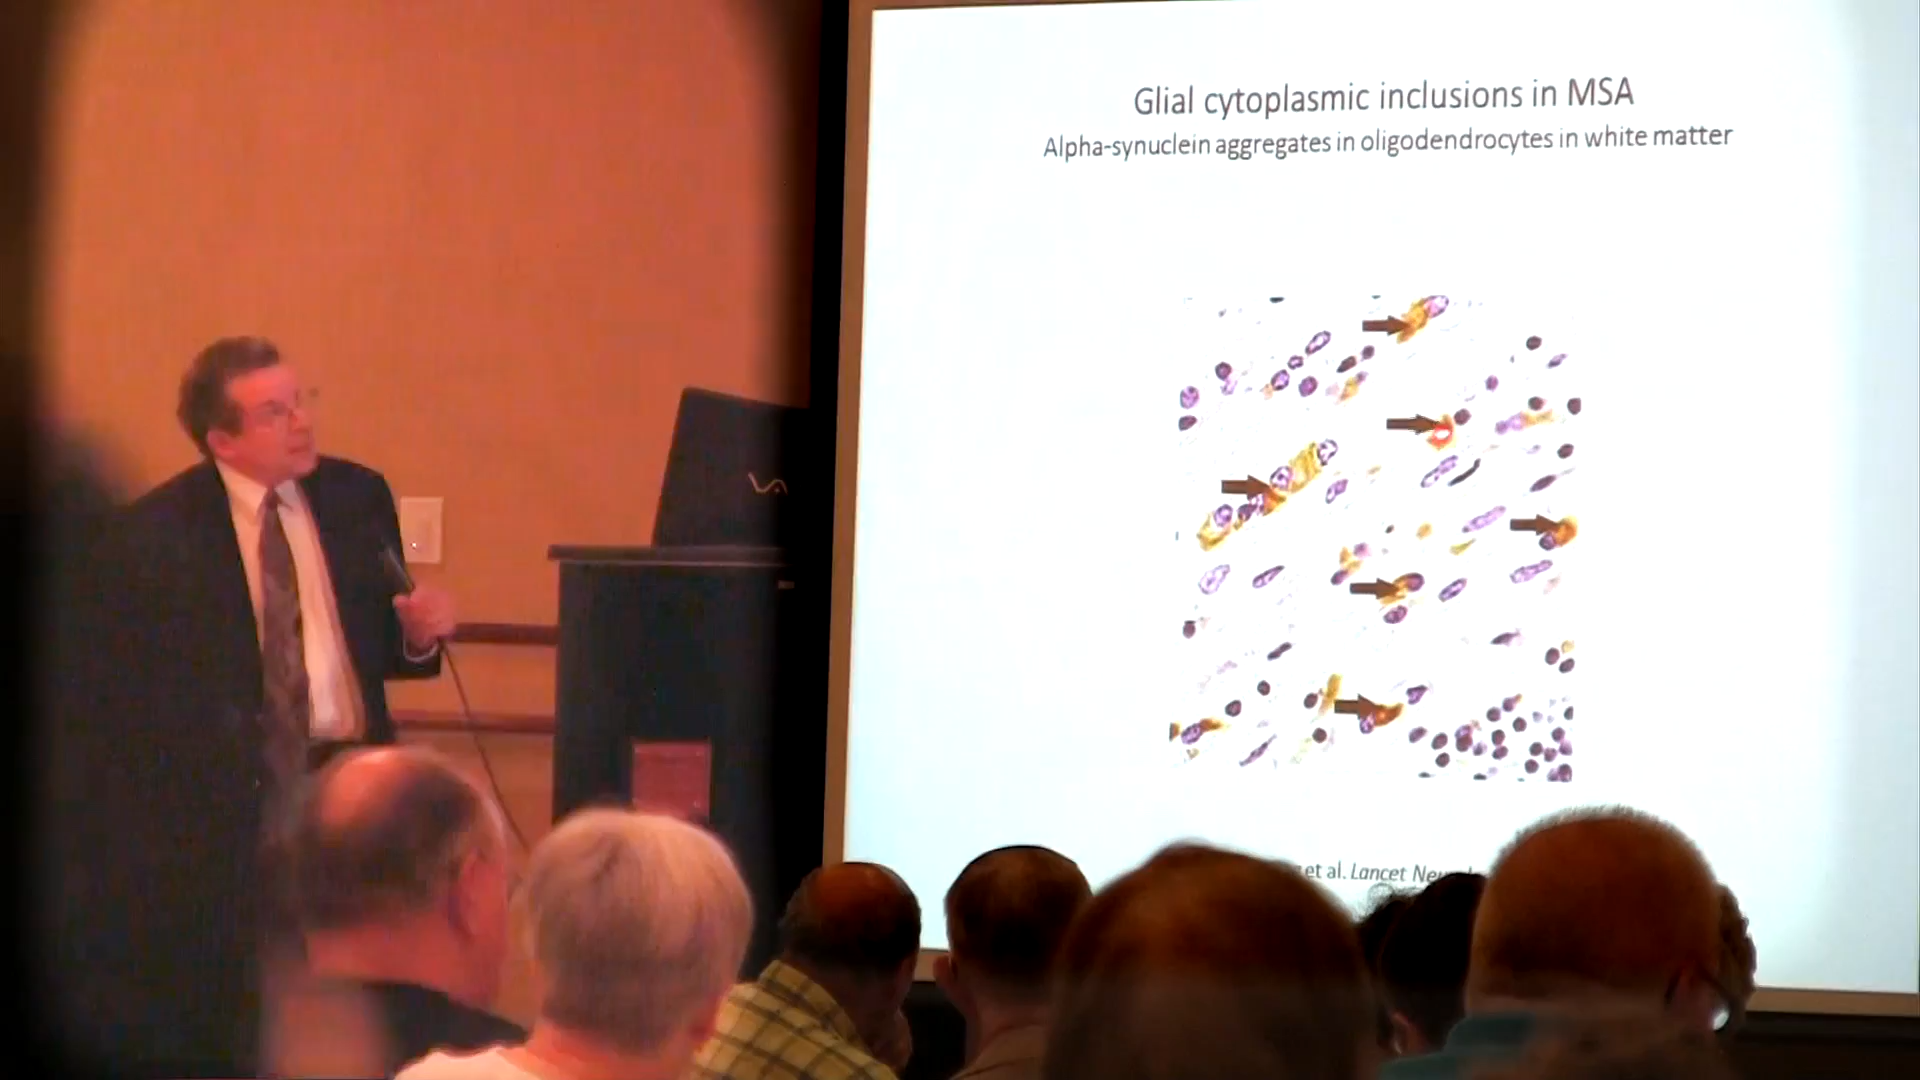 Glial cytoplasmic inclusions in MSA
Alpha-synuclein aggregates in oligodendrocytes in white matter
et al. Lancet